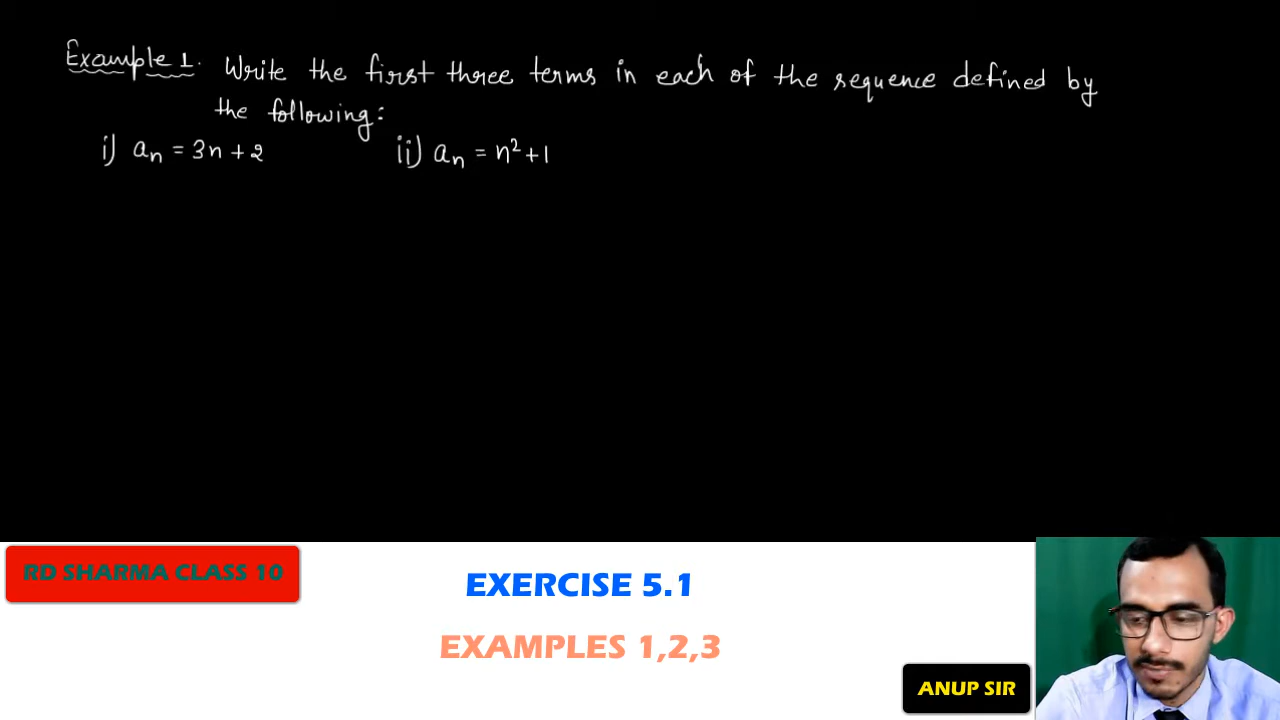 Example 1. Write the first three terms in each of the sequence defined by
the following:
i) aₙ = 3n + 2 ii) aₙ = n² + 1
RD SHARMA CLASS 10
EXERCISE 5.1
EXAMPLES 1,2,3
ANUP SIR